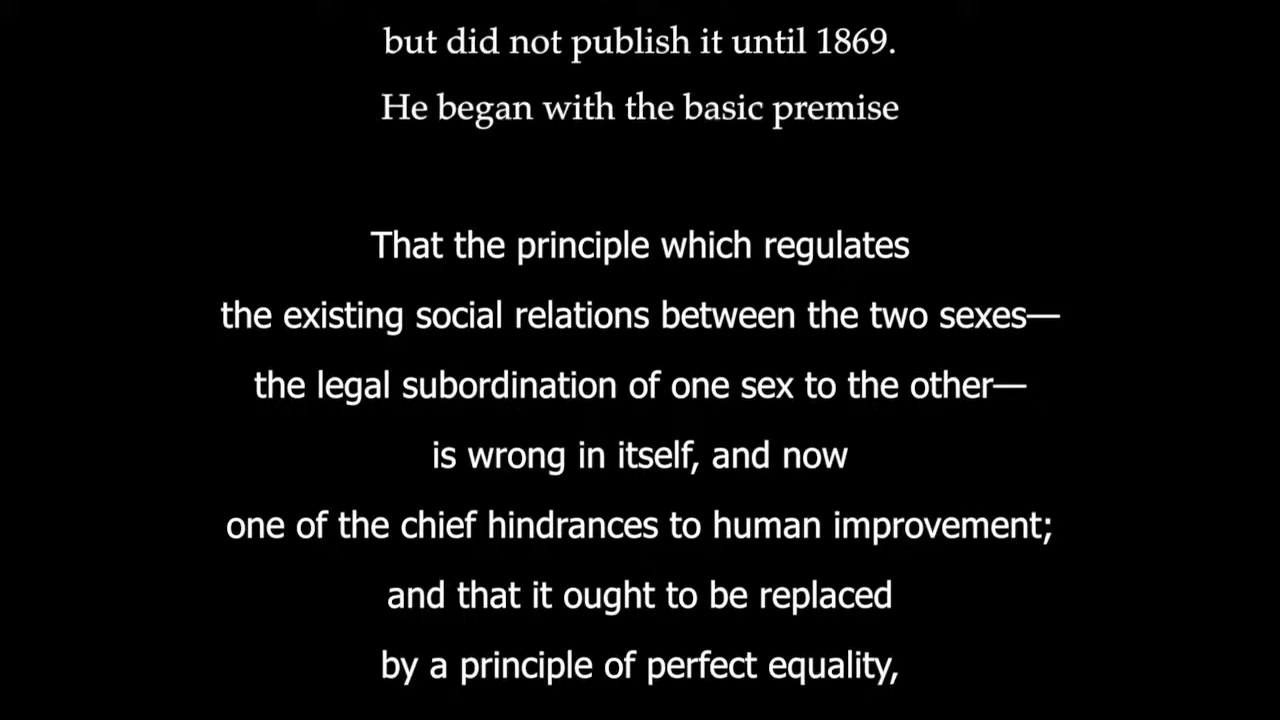 but did not publish it until 1869.
He began with the basic premise
That the principle which regulates
the existing social relations between the two sexes—
the legal subordination of one sex to the other—
is wrong in itself, and now
one of the chief hindrances to human improvement;
and that it ought to be replaced
by a principle of perfect equality,